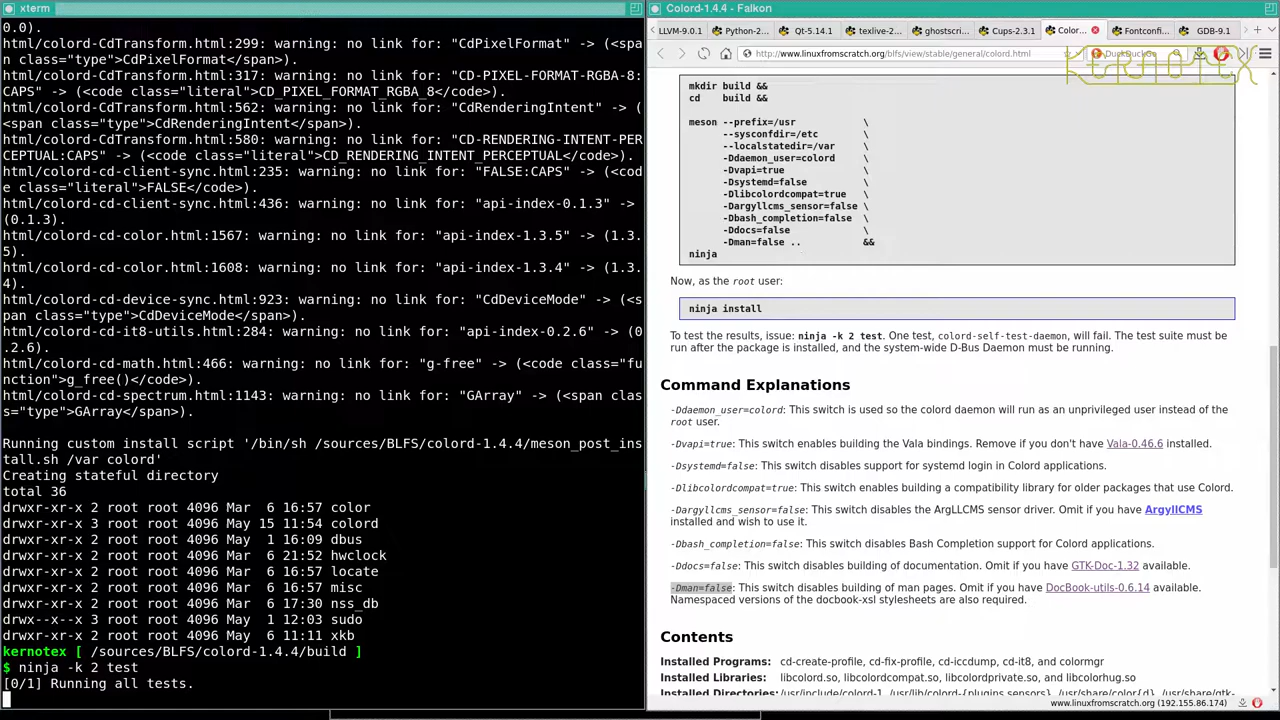 xterm
0.0).
html/colord-CdTransform.html:299: warning: no link for: "CdPixelFormat" -> (<spa
n class="type">CdPixelFormat</span>).
html/colord-CdTransform.html:317: warning: no link for: "CD-PIXEL-FORMAT-RGBA-8:
CAPS" -> (<code class="literal">CD_PIXEL_FORMAT_RGBA_8</code>).
html/colord-CdTransform.html:562: warning: no link for: "CdRenderingIntent" -> (
<span class="type">CdRenderingIntent</span>).
html/colord-CdTransform.html:580: warning: no link for: "CD-RENDERING-INTENT-PER
CEPTUAL:CAPS" -> (<code class="literal">CD_RENDERING_INTENT_PERCEPTUAL</code>).
html/colord-cd-client-sync.html:235: warning: no link for: "FALSE:CAPS" -> (<cod
e class="literal">FALSE</code>).
html/colord-cd-client-sync.html:436: warning: no link for: "api-index-0.1.3" ->
(0.1.3).
html/colord-cd-color.html:1567: warning: no link for: "api-index-1.3.5" -> (1.3.
5).
html/colord-cd-color.html:1608: warning: no link for: "api-index-1.3.4" -> (1.3.
4).
html/colord-cd-device-sync.html:923: warning: no link for: "CdDeviceMode" -> (<s
pan class="type">CdDeviceMode</span>).
html/colord-cd-it8-utils.html:284: warning: no link for: "api-index-0.2.6" -> (0
.2.6).
html/colord-cd-math.html:466: warning: no link for: "g-free" -> (<code class="fu
nction">g_free()</code>).
html/colord-cd-spectrum.html:1143: warning: no link for: "GArray" -> (<span clas
s="type">GArray</span>).
Running custom install script '/bin/sh /sources/BLFS/colord-1.4.4/meson_post_ins
tall.sh /var colord'
Creating stateful directory
total 36
drwxr-xr-x 2 root root 4096 Mar  6 16:57 color
drwxr-xr-x 3 root root 4096 May 15 11:54 colord
drwxr-xr-x 2 root root 4096 May  1 16:09 dbus
drwxr-xr-x 2 root root 4096 Mar  6 21:52 hwclock
drwxr-xr-x 2 root root 4096 Mar  6 16:57 locate
drwxr-xr-x 2 root root 4096 Mar  6 16:57 misc
drwxr-xr-x 2 root root 4096 Mar  6 17:30 nss_db
drwx--x--x 3 root root 4096 May  1 12:03 sudo
drwxr-xr-x 2 root root 4096 May  6 11:11 xkb
kernotex [ /sources/BLFS/colord-1.4.4/build ]
$ ninja -k 2 test
[0/1] Running all tests.
Colord-1.4.4 - Falkon
LLVM-9.0.1 Python-2... Qt-5.14.1 texlive-2... ghostscri... Cups-2.3.1 Color... Fontconfi... GDB-9.1
http://www.linuxfromscratch.org/blfs/view/stable/general/colord.html DuckDuckGo
KERNOTEX
mkdir build &&
cd    build &&
meson --prefix=/usr            \
--sysconfdir=/etc        \
--localstatedir=/var     \
-Ddaemon_user=colord     \
-Dvapi=true              \
-Dsystemd=false          \
-Dlibcolordcompat=true   \
-Dargyllcms_sensor=false \
-Dbash_completion=false  \
-Ddocs=false             \
-Dman=false ..           &&
ninja
Now, as the root user:
ninja install
To test the results, issue: ninja -k 2 test. One test, colord-self-test-daemon, will fail. The test suite must be
run after the package is installed, and the system-wide D-Bus Daemon must be running.
Command Explanations
-Ddaemon_user=colord: This switch is used so the colord daemon will run as an unprivileged user instead of the
root user.
-Dvapi=true: This switch enables building the Vala bindings. Remove if you don't have Vala-0.46.6 installed.
-Dsystemd=false: This switch disables support for systemd login in Colord applications.
-Dlibcolordcompat=true: This switch enables building a compatibility library for older packages that use Colord.
-Dargyllcms_sensor=false: This switch disables the ArgLLCMS sensor driver. Omit if you have ArgyllCMS
installed and wish to use it.
-Dbash_completion=false: This switch disables Bash Completion support for Colord applications.
-Ddocs=false: This switch disables building of documentation. Omit if you have GTK-Doc-1.32 available.
-Dman=false: This switch disables building of man pages. Omit if you have DocBook-utils-0.6.14 available.
Namespaced versions of the docbook-xsl stylesheets are also required.
Contents
Installed Programs: cd-create-profile, cd-fix-profile, cd-iccdump, cd-it8, and colormgr
Installed Libraries: libcolord.so, libcolordcompat.so, libcolordprivate.so, and libcolorhug.so
Installed Directories: /usr/include/colord-1, /usr/lib/colord-{plugins,sensors}, /usr/share/color{d}, /usr/share/gtk-
www.linuxfromscratch.org (192.155.86.174)